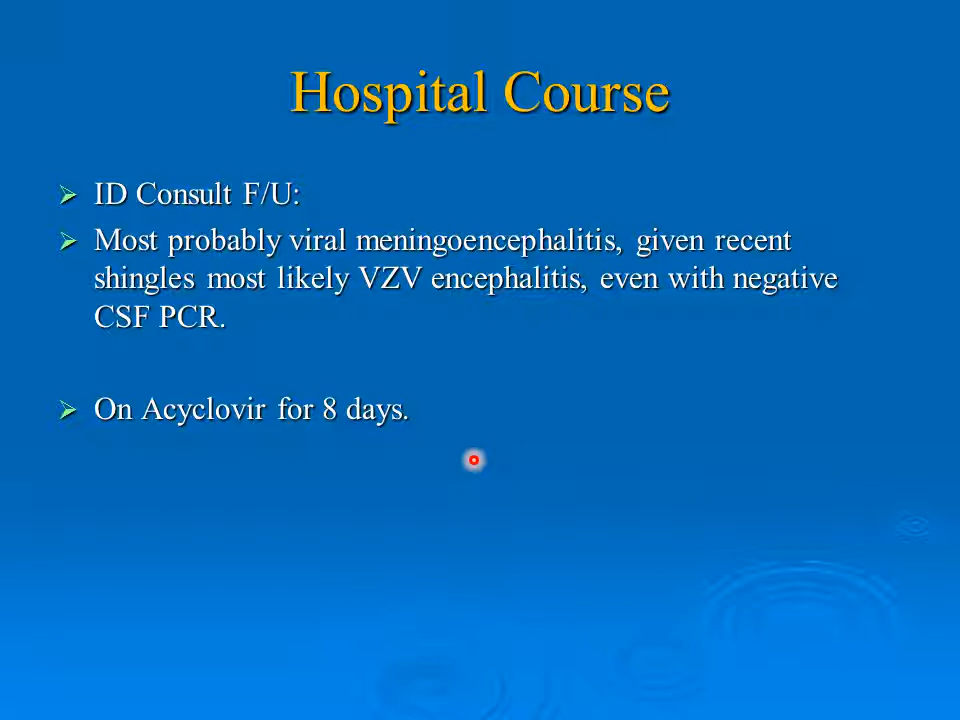 Hospital Course
ID Consult F/U:
Most probably viral meningoencephalitis, given recent
shingles most likely VZV encephalitis, even with negative
CSF PCR.
On Acyclovir for 8 days.